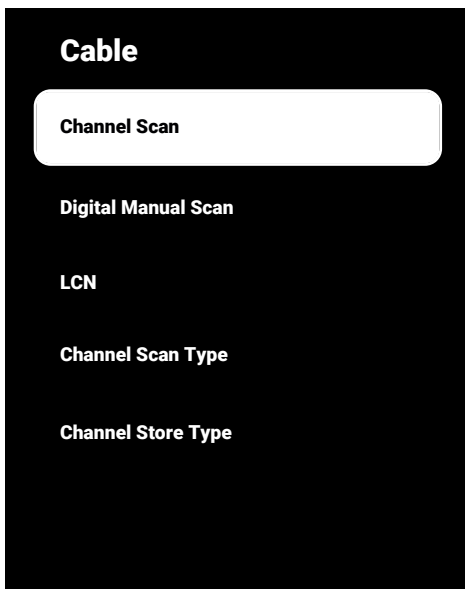 Cable
Channel Scan
Digital Manual Scan
LCN
Channel Scan Type
Channel Store Type